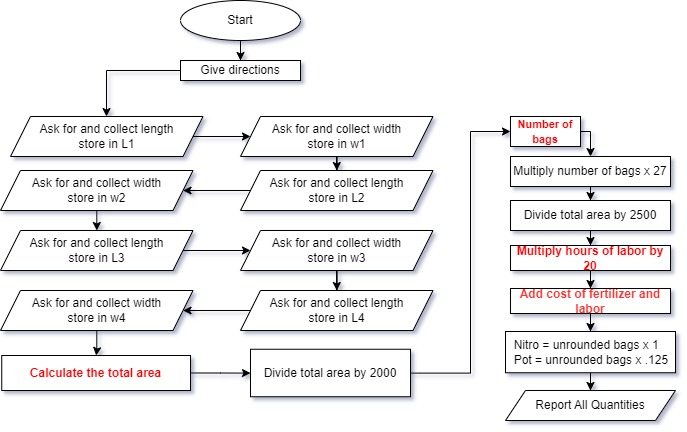 Start
Give directions
Ask for and collect length
store in L1
Ask for and collect width
store in w1
Ask for and collect length
store in L2
Ask for and collect width
store in w2
Ask for and collect length
store in L3
Ask for and collect width
store in w3
Ask for and collect length
store in L4
Ask for and collect width
store in w4
Calculate the total area
Divide total area by 2000
Number of
bags
Multiply number of bags x 27
Divide total area by 2500
Multiply hours of labor by
20
Add cost of fertilizer and
labor
Nitro = unrounded bags x 1
Pot = unrounded bags x .125
Report All Quantities